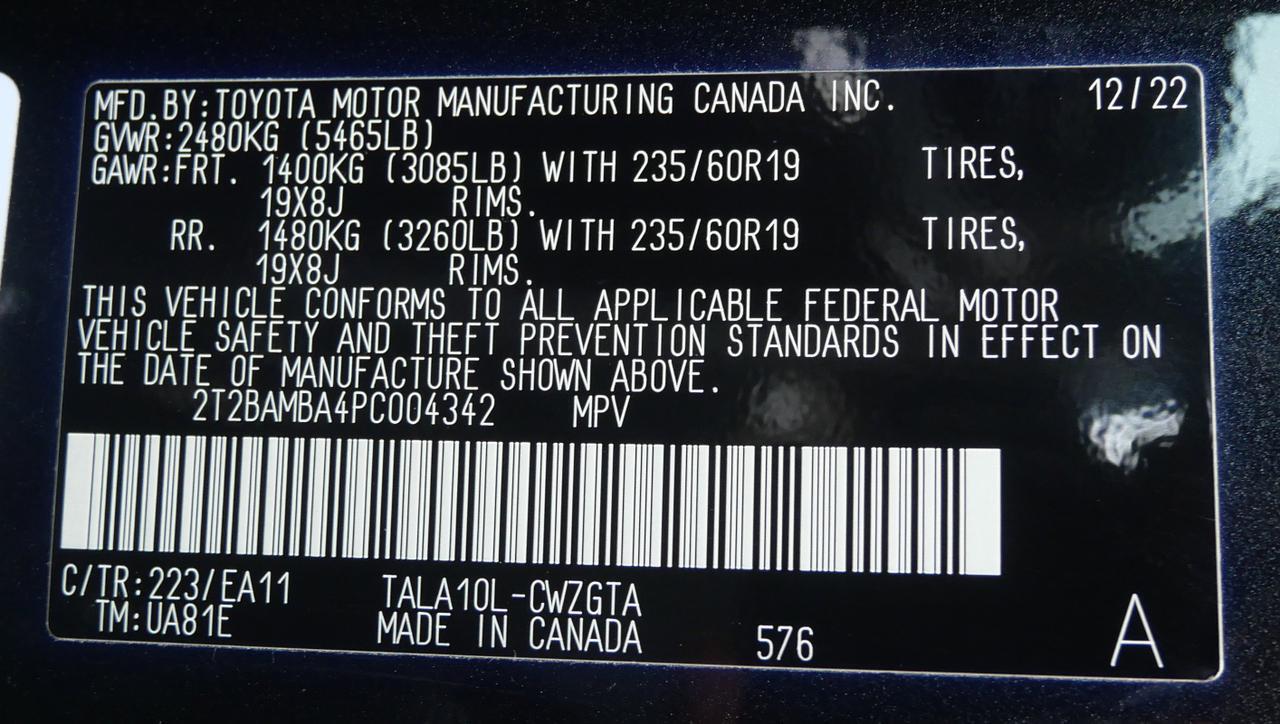 MFD.BY:TOYOTA MOTOR MANUFACTURING CANADA INC. 12/22
GVWR:2480KG (5465LB)
GAWR:FRT. 1400KG (3085LB) WITH 235/60R19 TIRES,
19X8J RIMS.
RR. 1480KG (3260LB) WITH 235/60R19 TIRES,
19X8J RIMS.
THIS VEHICLE CONFORMS TO ALL APPLICABLE FEDERAL MOTOR
VEHICLE SAFETY AND THEFT PREVENTION STANDARDS IN EFFECT ON
THE DATE OF MANUFACTURE SHOWN ABOVE.
2T2BAMBA4PC004342 MPV
C/TR:223/EA11 TALA10L-CWZGTA
TM:UA81E MADE IN CANADA 576 A